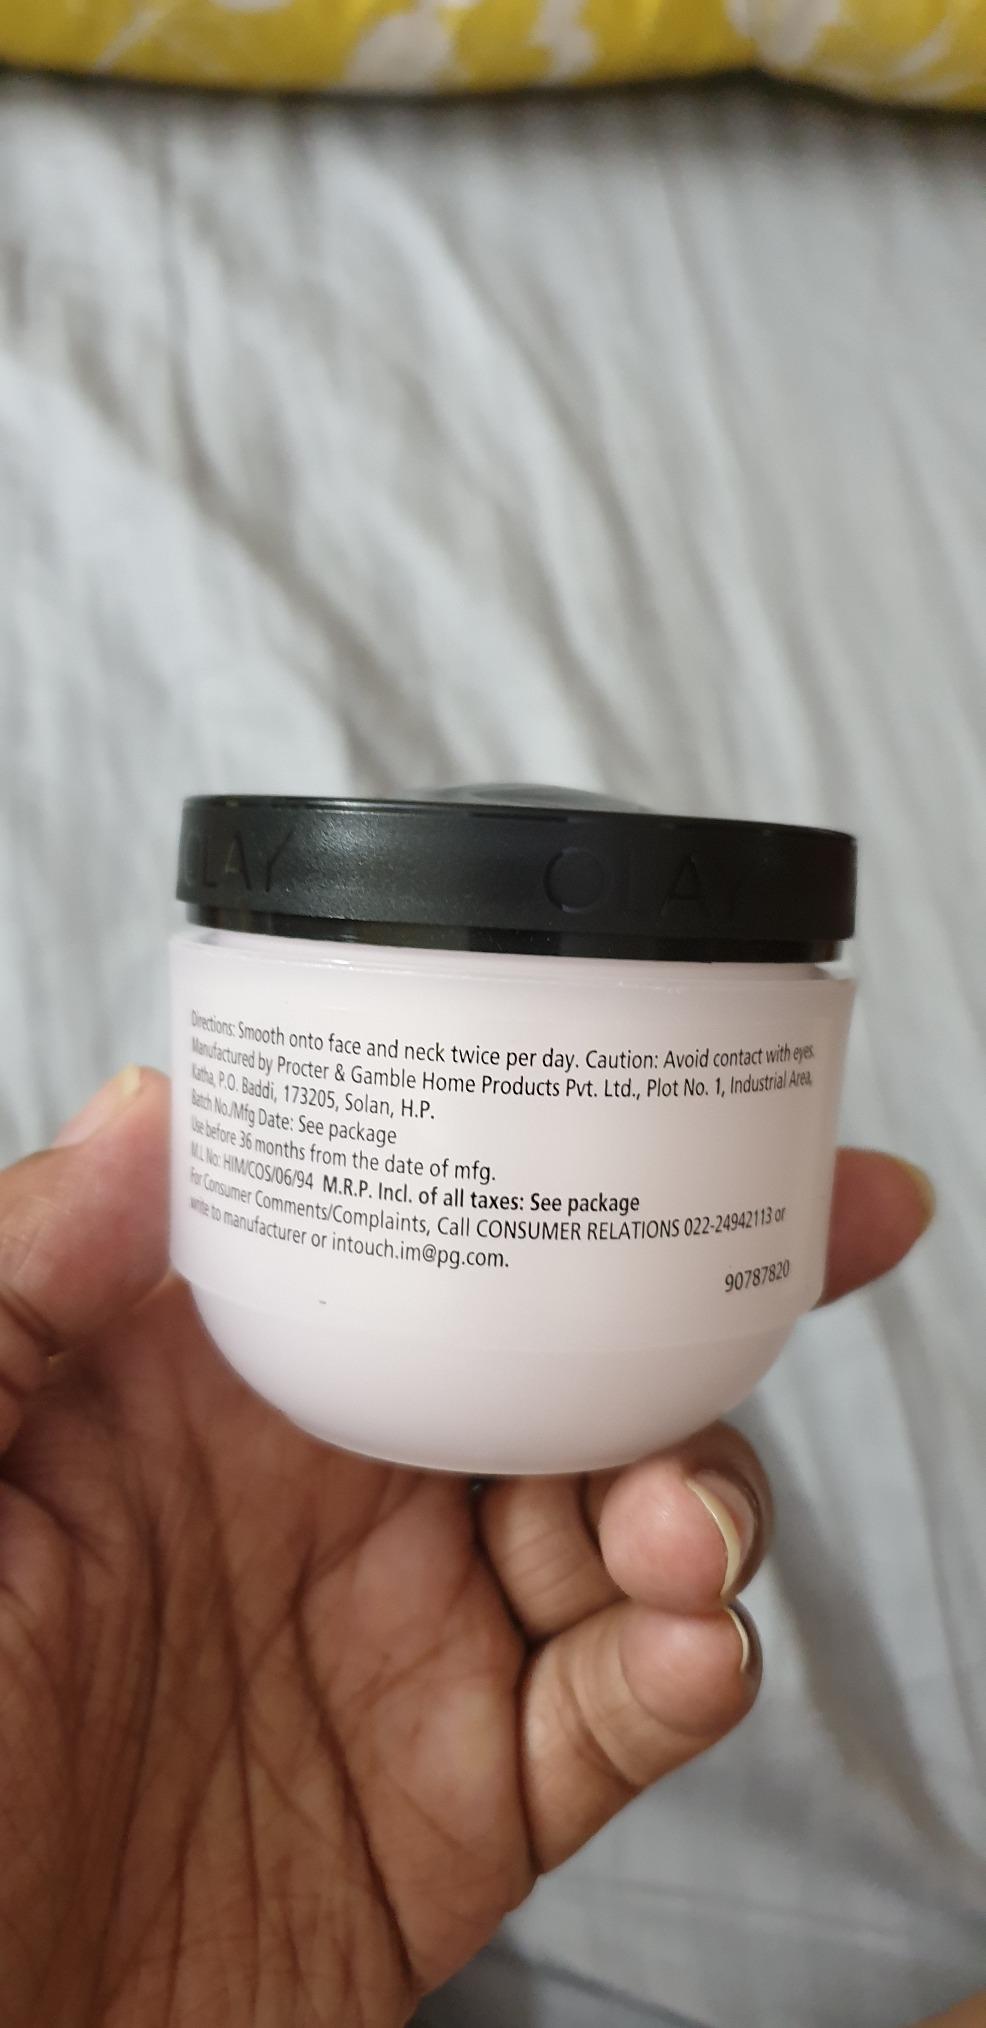 OLAY OLAY
Directions: Smooth onto face and neck twice per day. Caution: Avoid contact with eyes.
Manufactured by Procter & Gamble Home Products Pvt. Ltd., Plot No. 1, Industrial Area,
Katha, P.O. Baddi, 173205, Solan, H.P.
Batch No./Mfg Date: See package
Use before 36 months from the date of mfg.
M.L No: HIM/COS/06/94 M.R.P. Incl. of all taxes: See package
For Consumer Comments/Complaints, Call CONSUMER RELATIONS 022-24942113 or
write to manufacturer or intouch.im@pg.com.
90787820